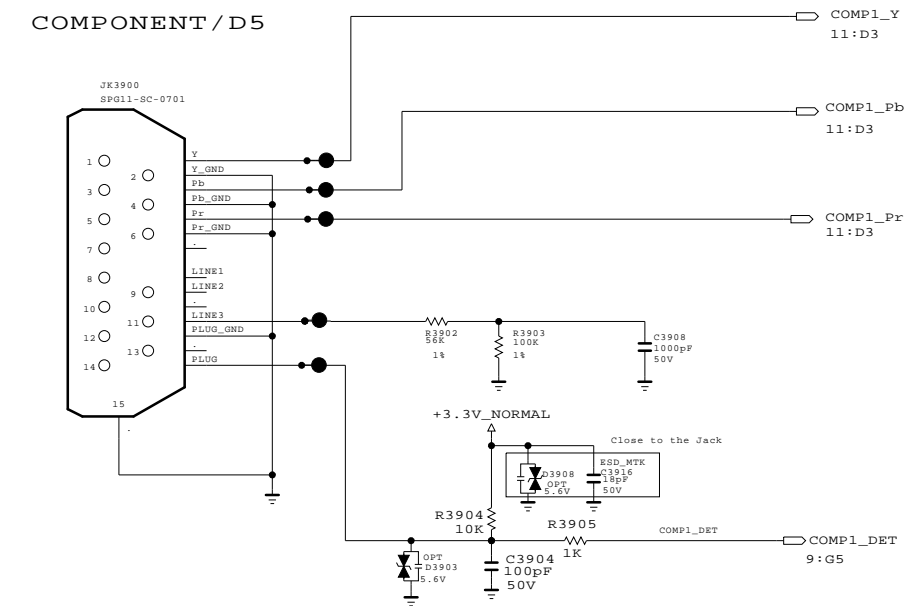 COMPONENT/D5
COMP1_Y
11:D3
JK3900
SPG11-SC-0701
COMP1_Pb
11:D3
1
Y
2
Y_GND
3
Pb
4
Pb_GND
5
Pr
COMP1_Pr
11:D3
6
Pr_GND
7
.
8
LINE1
9
LINE2
10
.
11
LINE3
12
PLUG_GND
13
.
14
PLUG
15
.
R3902
56K
1%
R3903
100K
1%
C3908
1000pF
50V
+3.3V_NORMAL
Close to the Jack
D3908
OPT
5.6V
ESD_MTK
C3916
18pF
50V
R3904
10K
R3905
1K
COMP1_DET
COMP1_DET
9:G5
OPT
D3903
5.6V
C3904
100pF
50V